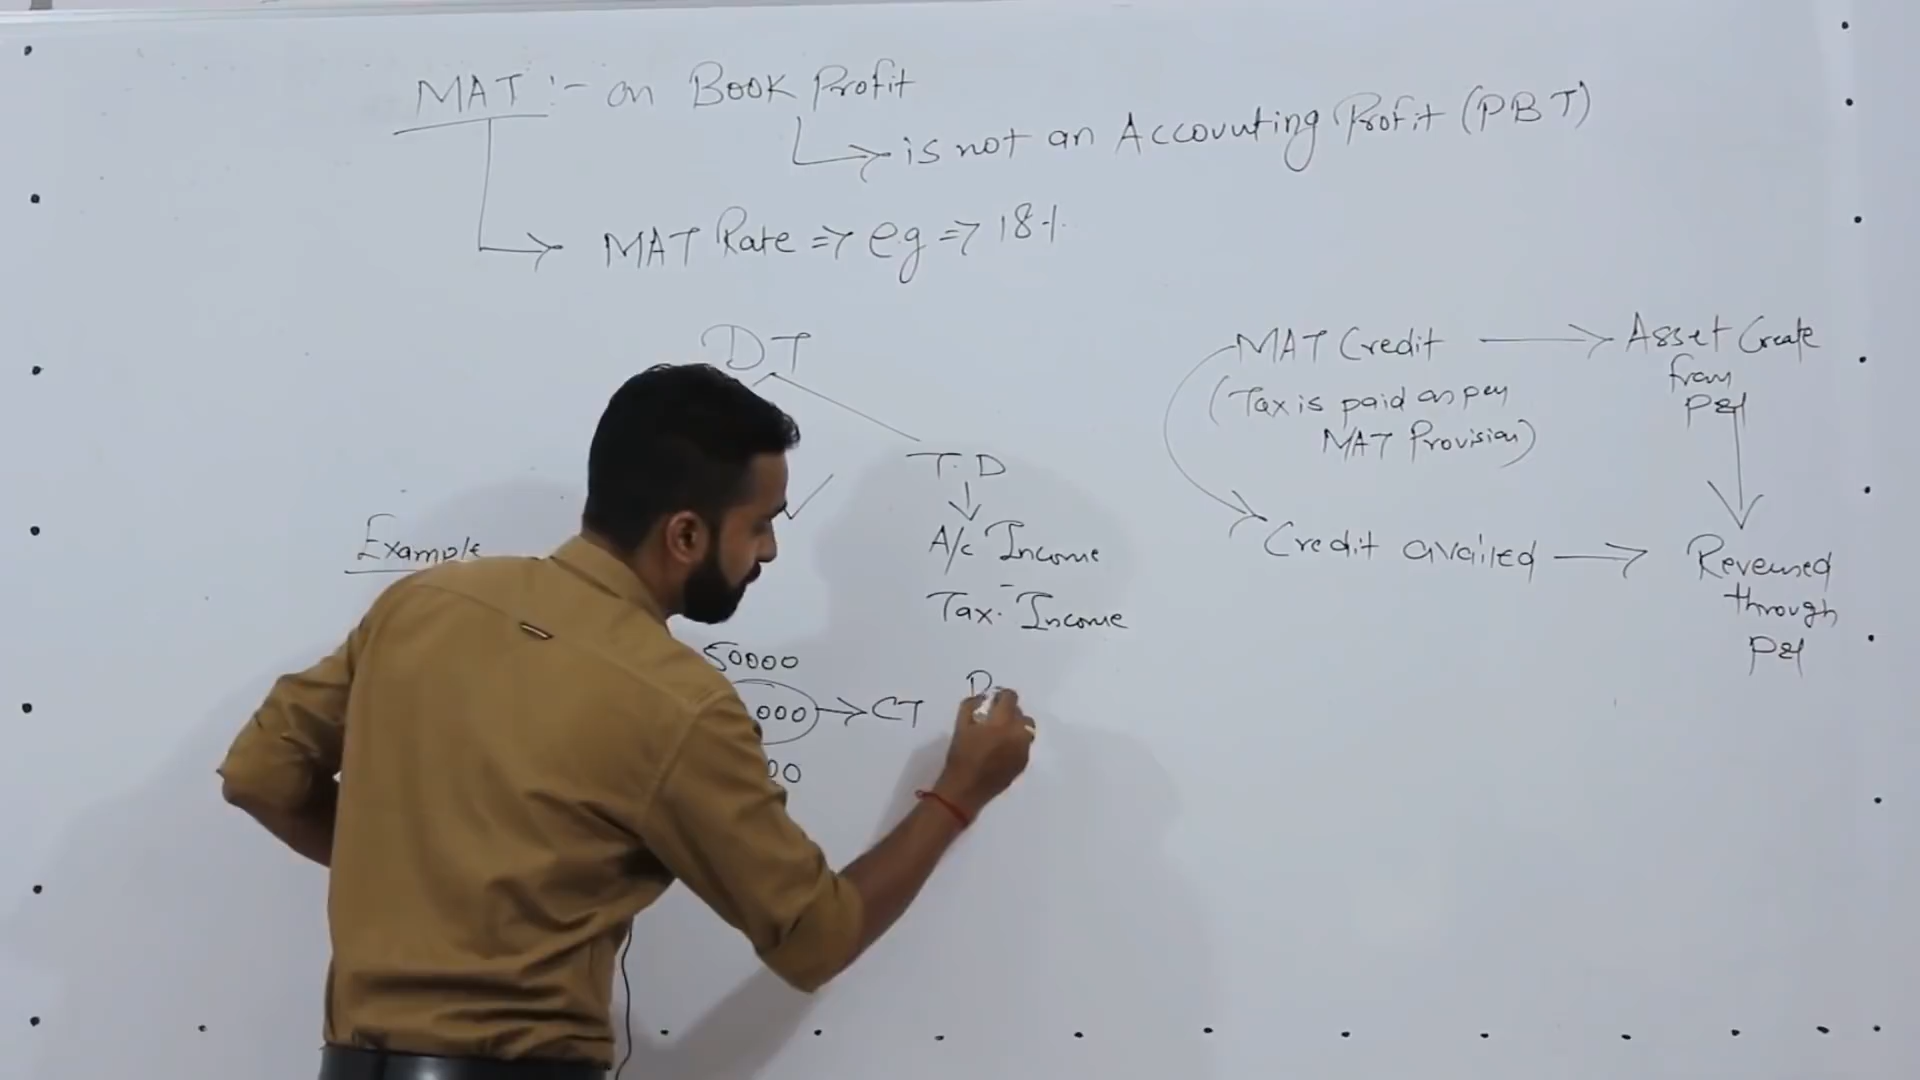 MAT :- on Book Profit
is not an Accounting Profit (PBT)
MAT Rate => e.g => 18%
DT
T.D
A/c Income
Tax. Income
Example
50000
000 → CT
00
MAT Credit → Asset Create
from
P&L
(Tax is paid as per
MAT Provision)
Credit availed → Reversed
through
P&L